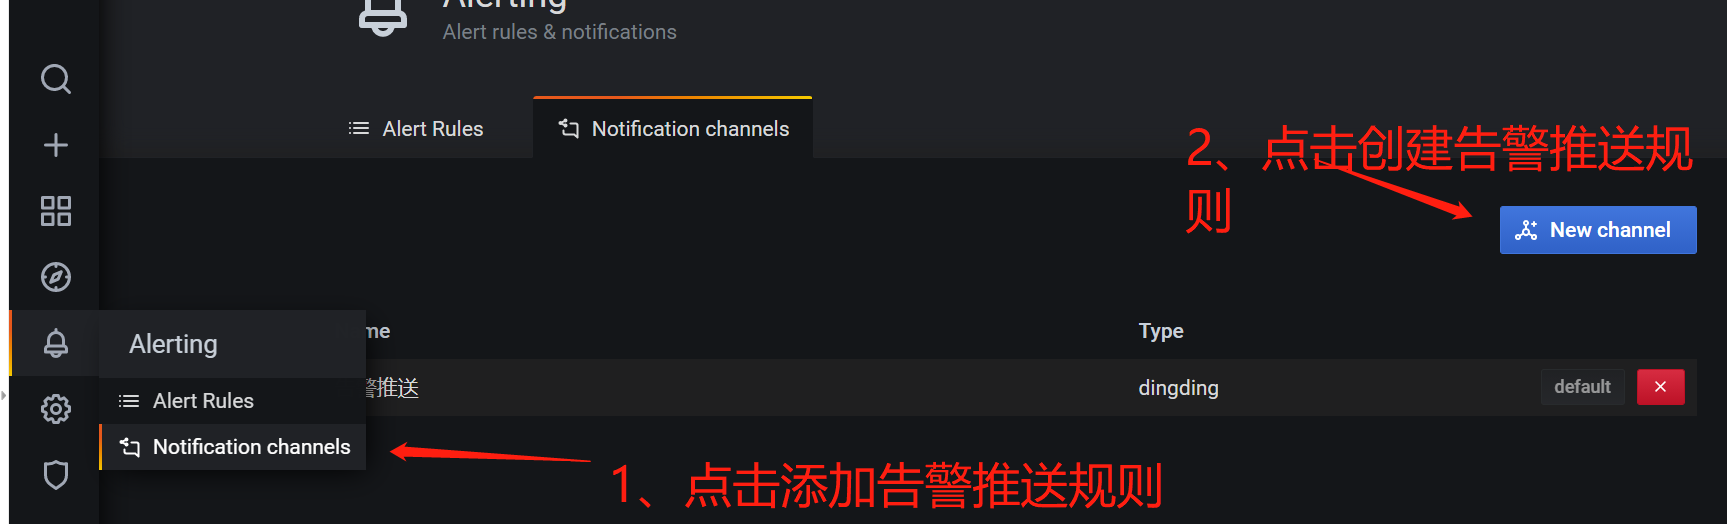 Alerting
Alert rules & notifications
Alert Rules
Notification channels
2、点击创建告警推送规
则
New channel
me
Type
Alerting
警推送
dingding
default
Alert Rules
Notification channels
1、点击添加告警推送规则